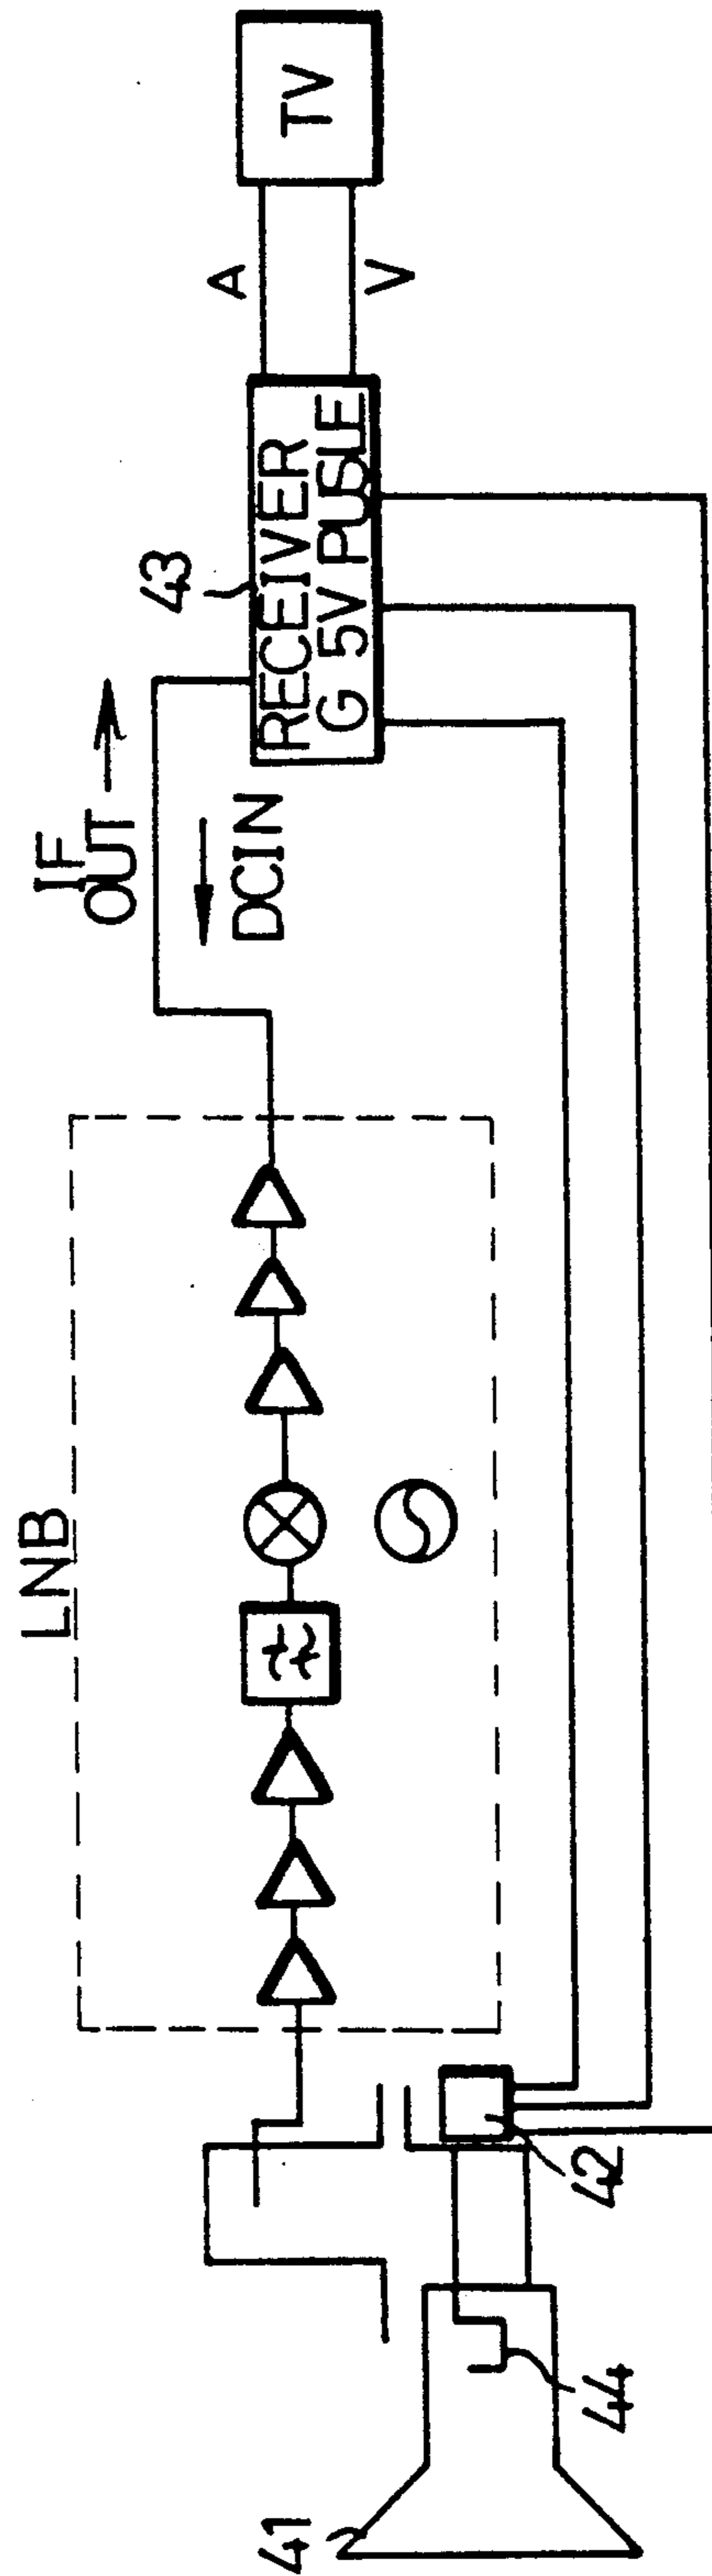 LNB
IF
OUT
DCIN
43
RECEIVER
G 5V PUSLE
A
V
TV
41
44
42